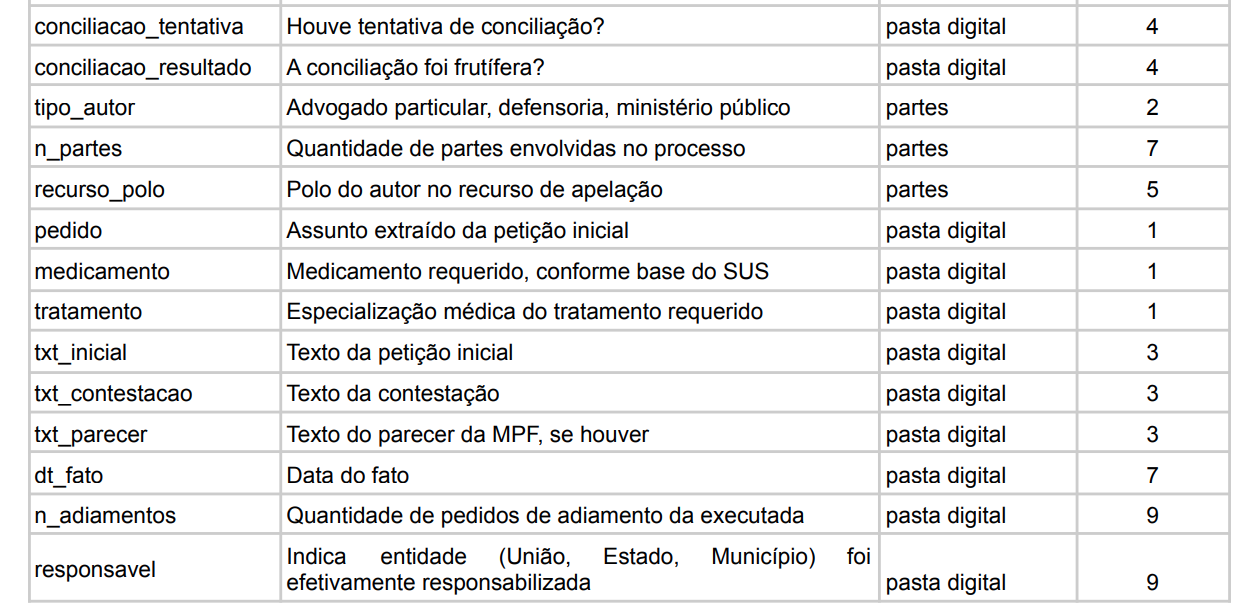 conciliacao_tentativa Houve tentativa de conciliação? pasta digital 4
conciliacao_resultado A conciliação foi frutífera? pasta digital 4
tipo_autor Advogado particular, defensoria, ministério público partes 2
n_partes Quantidade de partes envolvidas no processo partes 7
recurso_polo Polo do autor no recurso de apelação partes 5
pedido Assunto extraído da petição inicial pasta digital 1
medicamento Medicamento requerido, conforme base do SUS pasta digital 1
tratamento Especialização médica do tratamento requerido pasta digital 1
txt_inicial Texto da petição inicial pasta digital 3
txt_contestacao Texto da contestação pasta digital 3
txt_parecer Texto do parecer da MPF, se houver pasta digital 3
dt_fato Data do fato pasta digital 7
n_adiamentos Quantidade de pedidos de adiamento da executada pasta digital 9
responsavel Indica entidade (União, Estado, Município) foi
efetivamente responsabilizada pasta digital 9